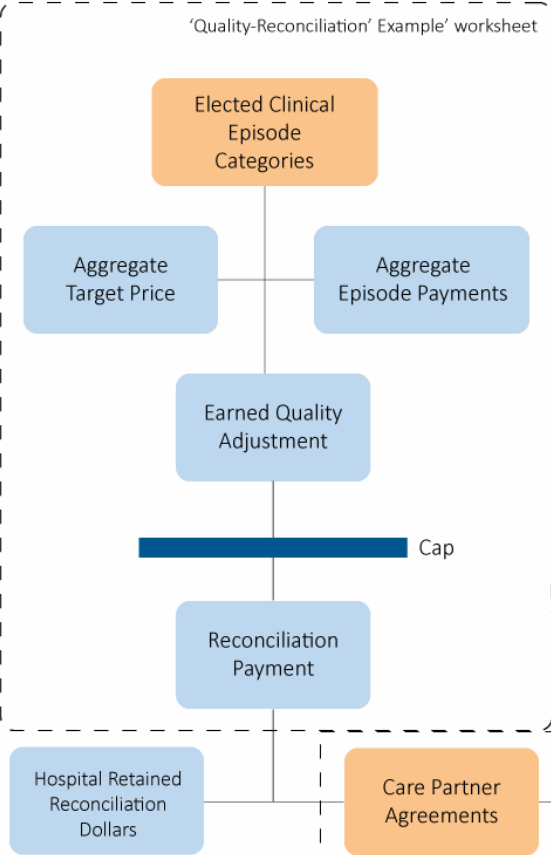 ‘Quality-Reconciliation’ Example’ worksheet
Elected Clinical
Episode
Categories
Aggregate
Target Price
Aggregate
Episode Payments
Earned Quality
Adjustment
Cap
Reconciliation
Payment
Hospital Retained
Reconciliation
Dollars
Care Partner
Agreements